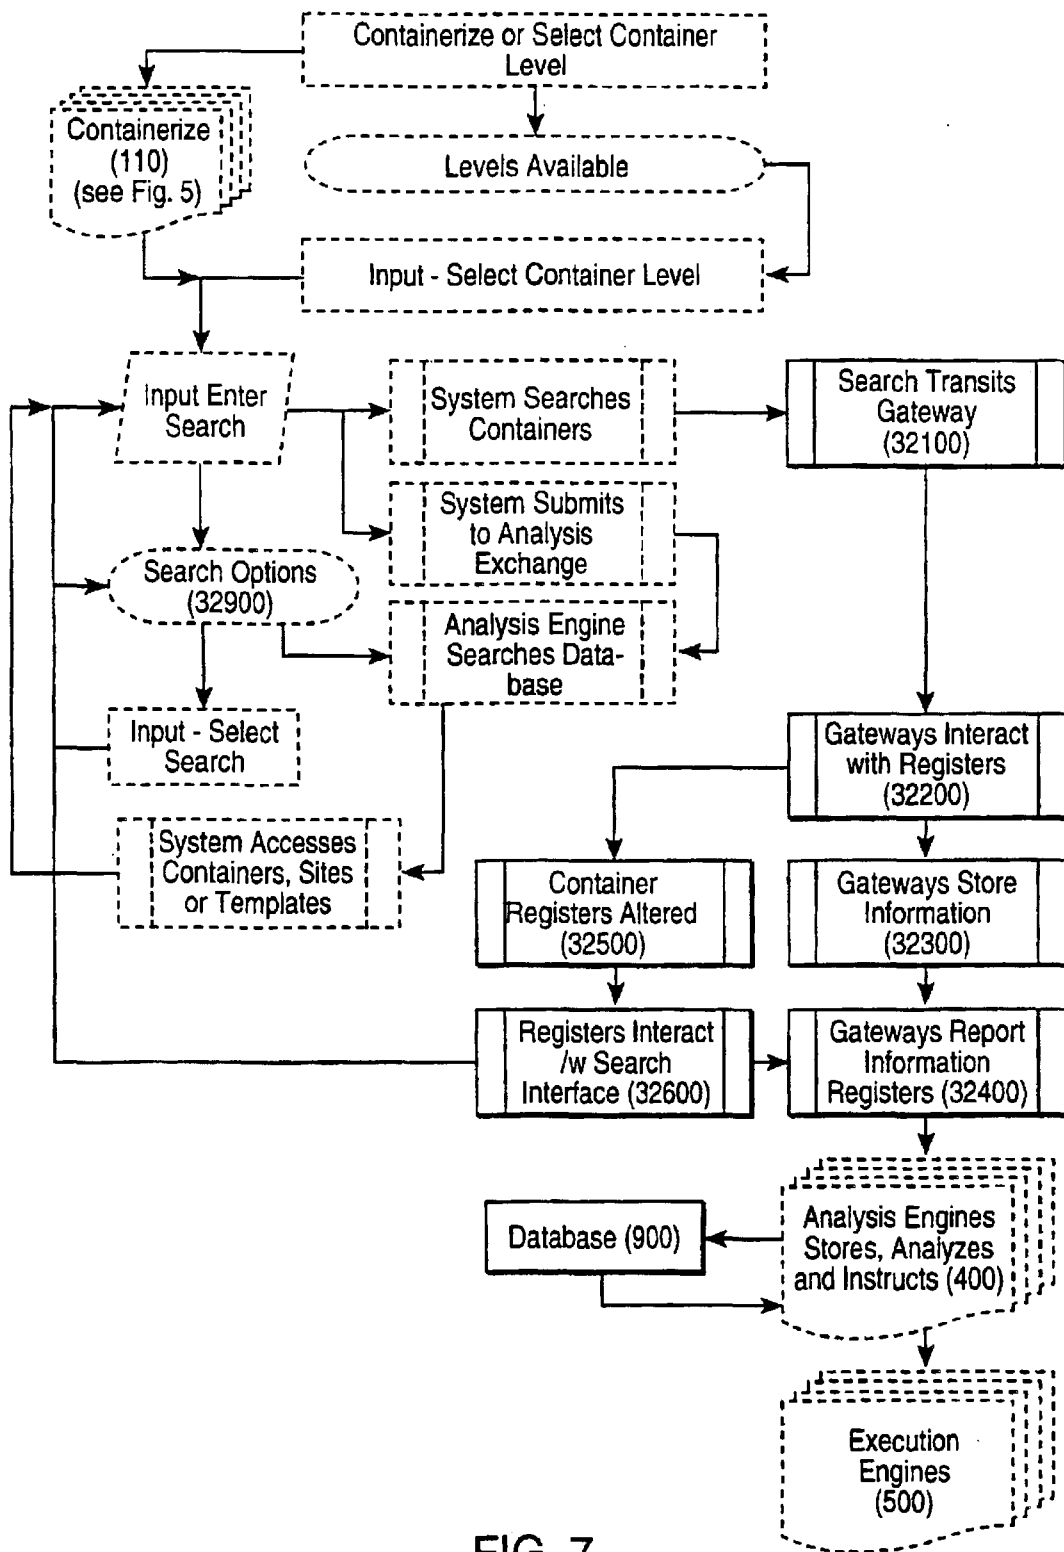 Containerize or Select Container
Level
Containerize
(110)
(see Fig. 5)
Levels Available
Input - Select Container Level
Input Enter
Search
System Searches
Containers
Search Transits
Gateway
(32100)
System Submits
to Analysis
Exchange
Search Options
(32900)
Analysis Engine
Searches Data-
base
Input - Select
Search
Gateways Interact
with Registers
(32200)
System Accesses
Containers, Sites
or Templates
Container
Registers Altered
(32500)
Gateways Store
Information
(32300)
Registers Interact
/w Search
Interface (32600)
Gateways Report
Information
Registers (32400)
Database (900)
Analysis Engines
Stores, Analyzes
and Instructs (400)
Execution
Engines
(500)
FIG. 7